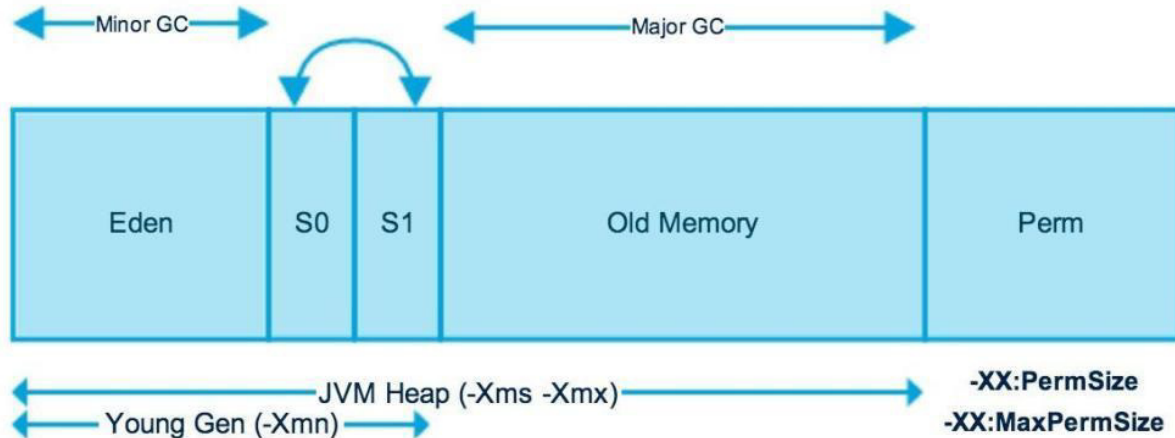 Minor GC
Major GC
Eden
S0
S1
Old Memory
Perm
JVM Heap (-Xms -Xmx)
-XX:PermSize
Young Gen (-Xmn)
-XX:MaxPermSize